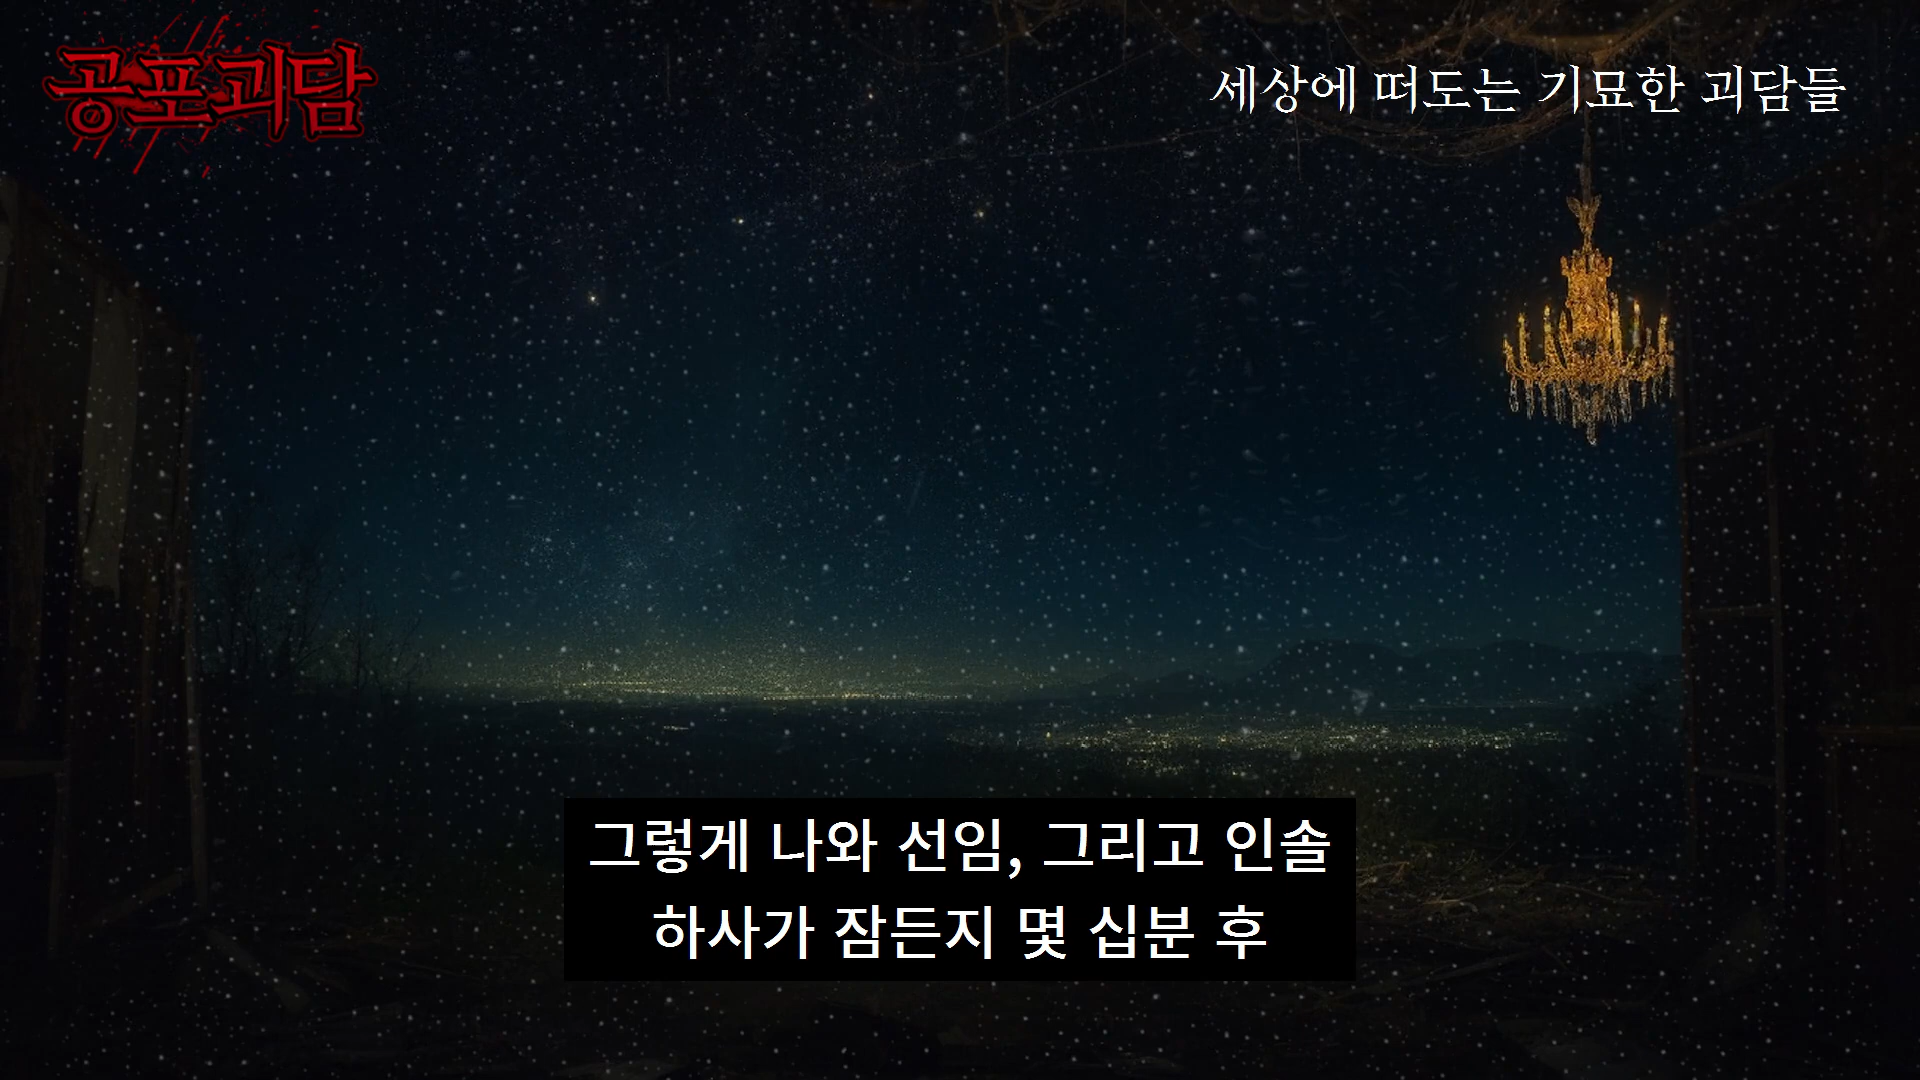 공포괴담
세상에 떠도는 기묘한 괴담들
그렇게 나와 선임, 그리고 인솔
하사가 잠든지 몇 십분 후